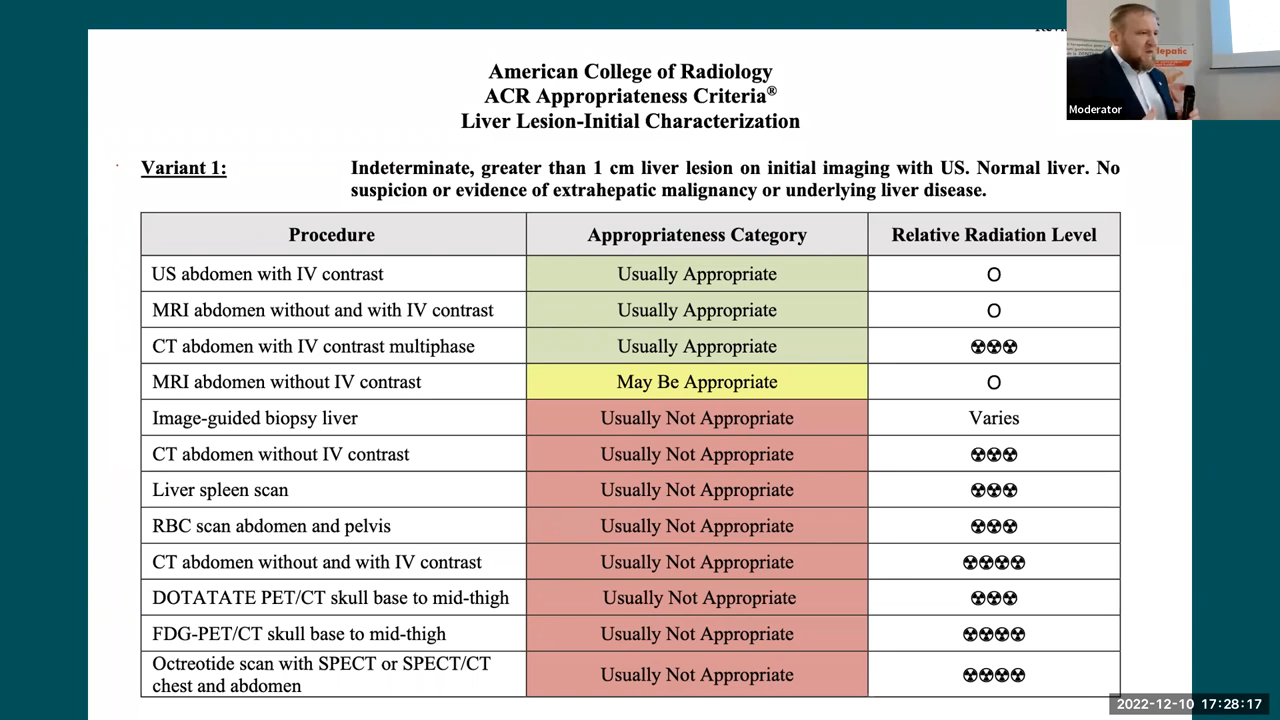 American College of Radiology
ACR Appropriateness Criteria®
Liver Lesion-Initial Characterization
epatic
Moderator
Variant 1: Indeterminate, greater than 1 cm liver lesion on initial imaging with US. Normal liver. No
suspicion or evidence of extrahepatic malignancy or underlying liver disease.
Procedure Appropriateness Category Relative Radiation Level
US abdomen with IV contrast Usually Appropriate O
MRI abdomen without and with IV contrast Usually Appropriate O
CT abdomen with IV contrast multiphase Usually Appropriate ☢☢☢
MRI abdomen without IV contrast May Be Appropriate O
Image-guided biopsy liver Usually Not Appropriate Varies
CT abdomen without IV contrast Usually Not Appropriate ☢☢☢
Liver spleen scan Usually Not Appropriate ☢☢☢
RBC scan abdomen and pelvis Usually Not Appropriate ☢☢☢
CT abdomen without and with IV contrast Usually Not Appropriate ☢☢☢☢
DOTATATE PET/CT skull base to mid-thigh Usually Not Appropriate ☢☢☢
FDG-PET/CT skull base to mid-thigh Usually Not Appropriate ☢☢☢☢
Octreotide scan with SPECT or SPECT/CT
chest and abdomen Usually Not Appropriate ☢☢☢☢
2022-12-10 17:28:17